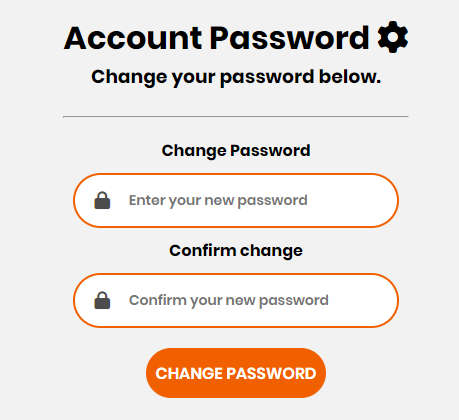 Account Password
Change your password below.
Change Password
Enter your new password
Confirm change
Confirm your new password
CHANGE PASSWORD